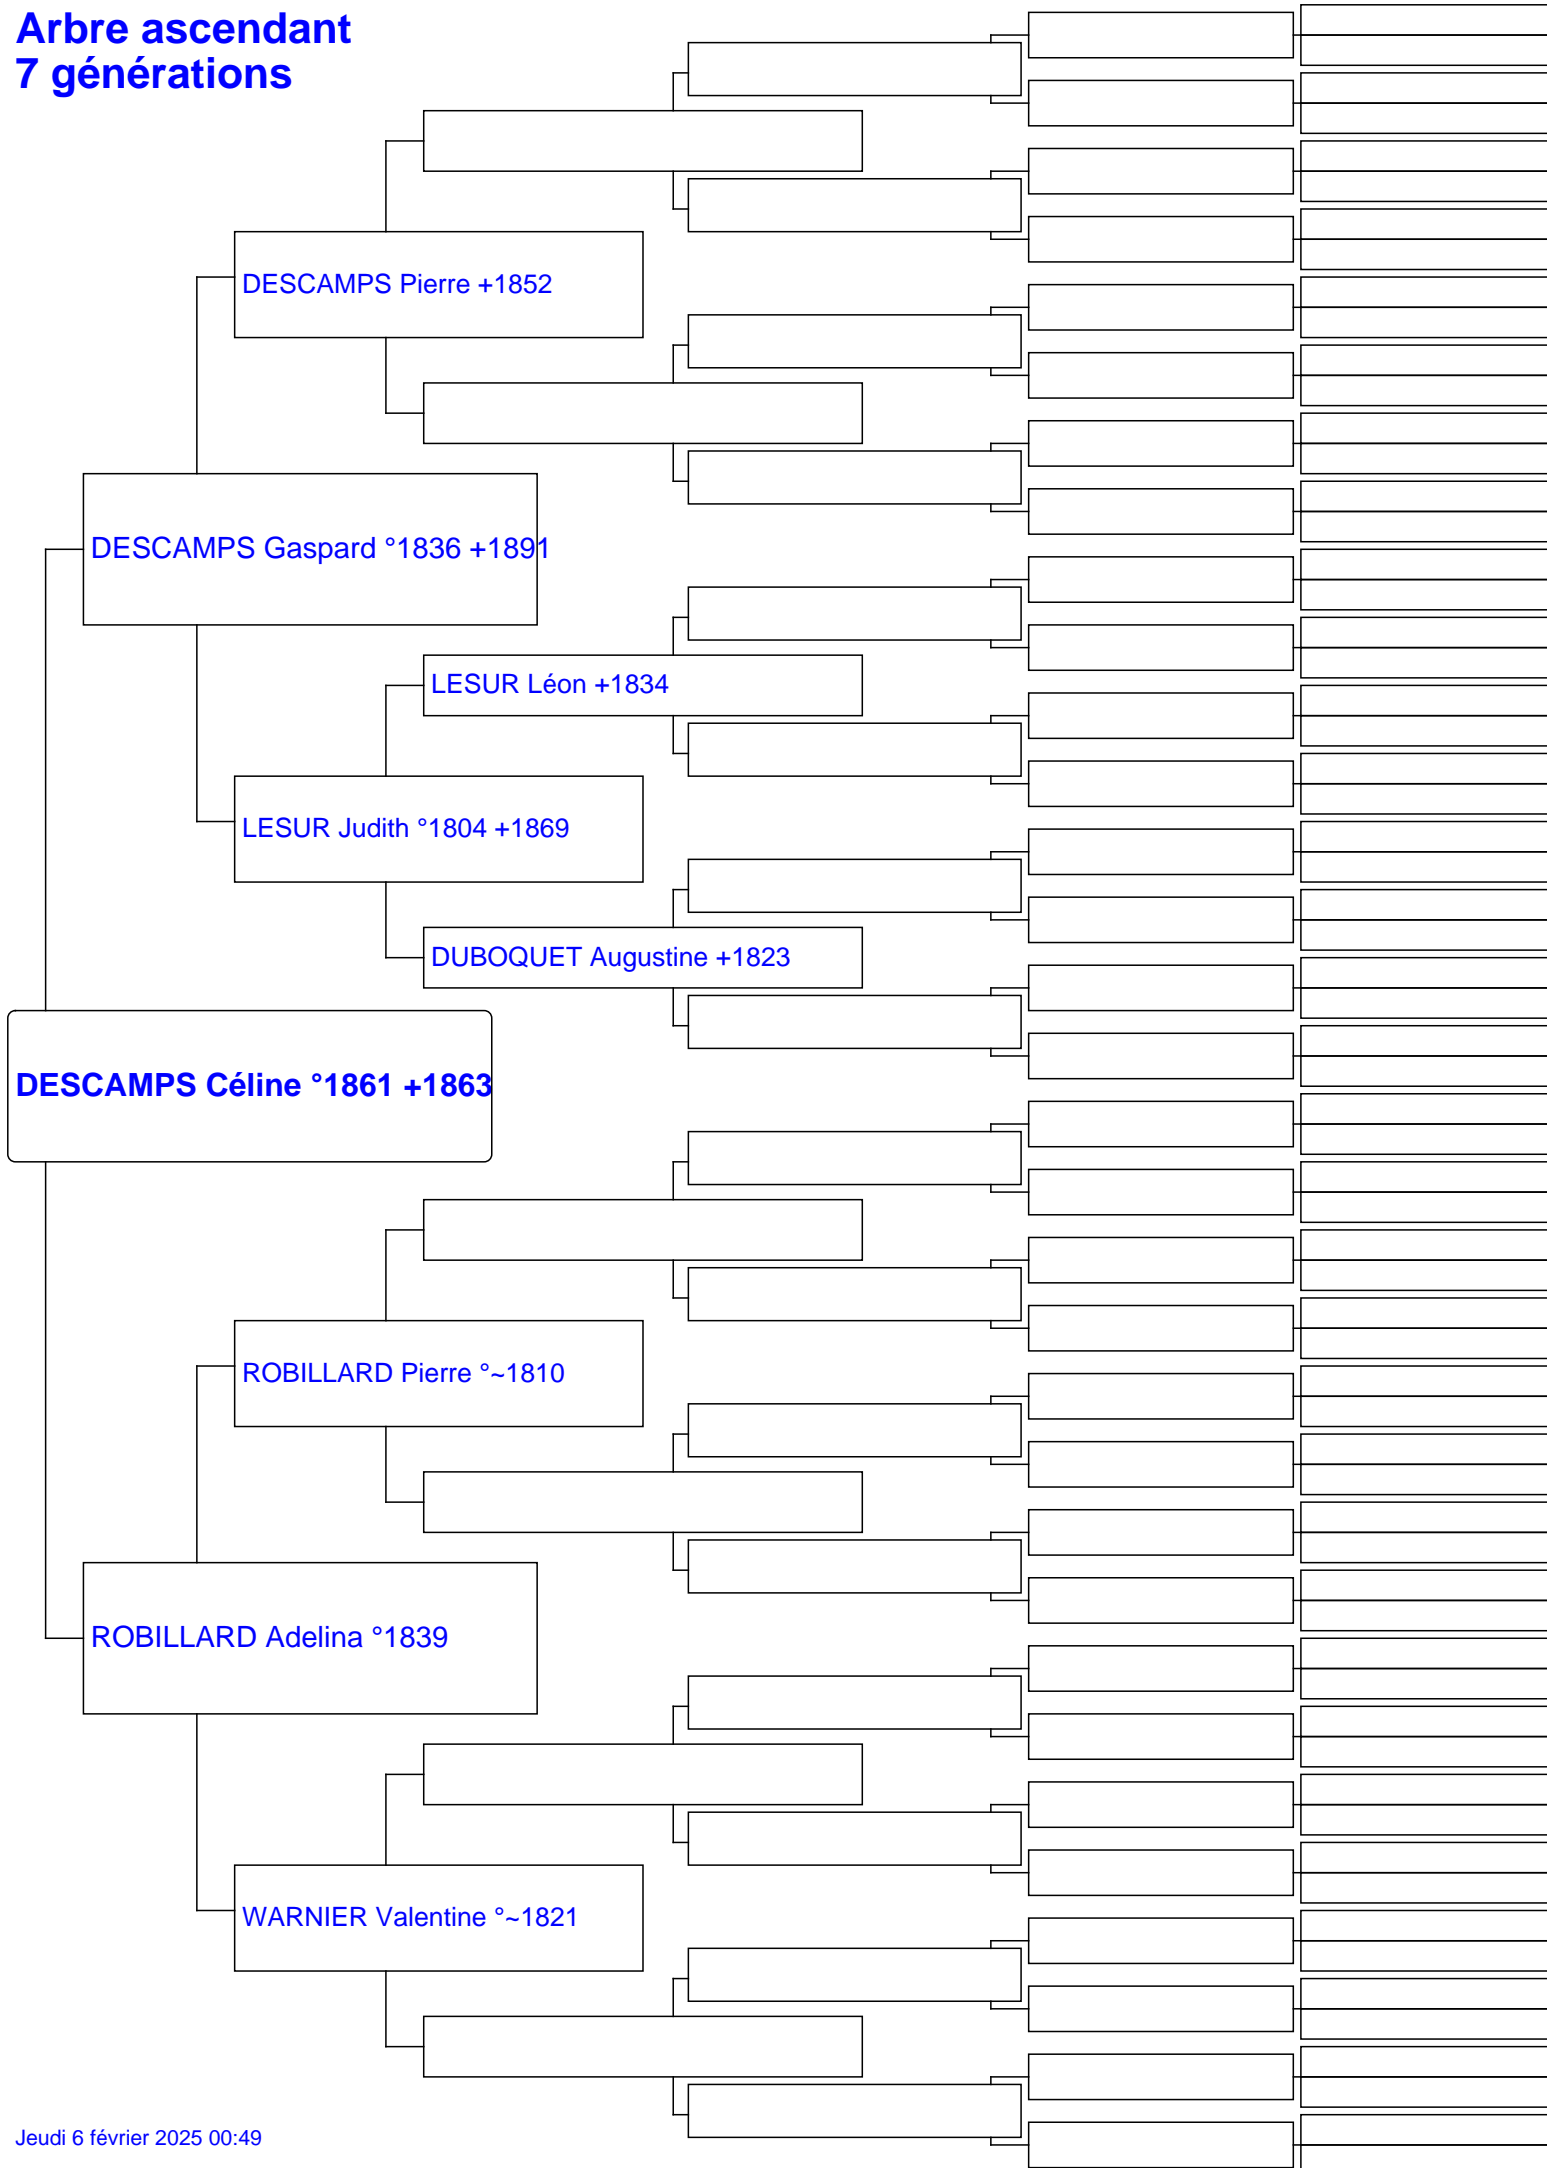 Arbre ascendant
7 générations
DESCAMPS Pierre +1852
DESCAMPS Gaspard °1836 +1891
LESUR Léon +1834
LESUR Judith °1804 +1869
DUBOQUET Augustine +1823
DESCAMPS Céline °1861 +1863
ROBILLARD Pierre °~1810
ROBILLARD Adelina °1839
WARNIER Valentine °~1821
Jeudi 6 février 2025 00:49